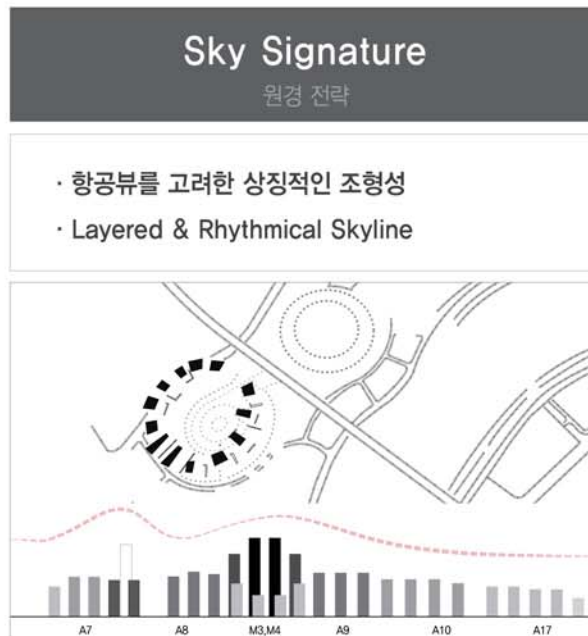 Sky Signature
원경 전략
· 항공뷰를 고려한 상징적인 조형성
· Layered & Rhythmical Skyline
A7 A8 M3,M4 A9 A10 A17